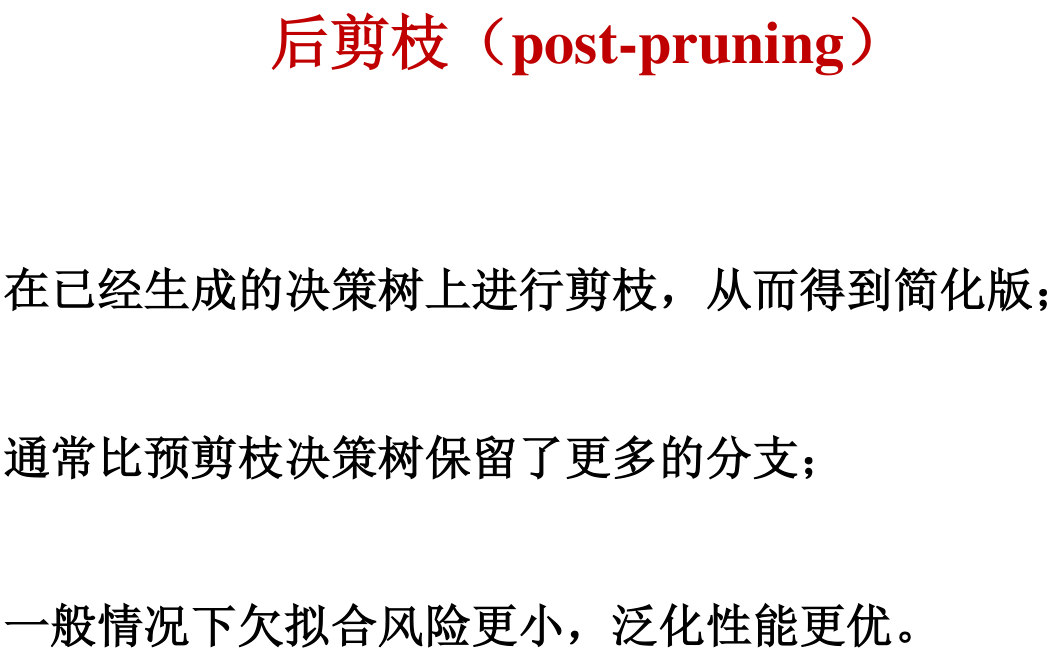 后剪枝（post-pruning）
在已经生成的决策树上进行剪枝，从而得到简化版；
通常比预剪枝决策树保留了更多的分支；
一般情况下欠拟合风险更小，泛化性能更优。